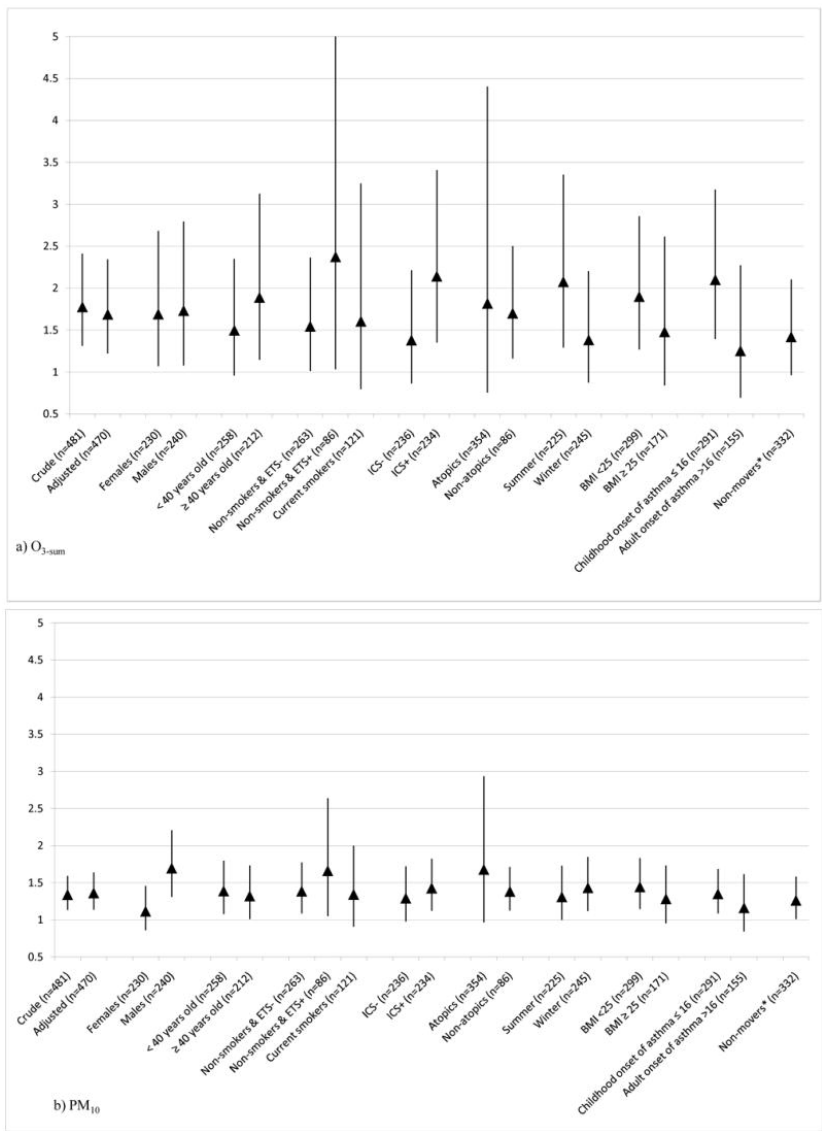 5
4.5
4
3.5
3
2.5
2
1.5
1
0.5
Crude (n=481)
Adjusted (n=470)
Females (n=230)
Males (n=240)
< 40 years old (n=258)
≥ 40 years old (n=212)
Non-smokers & ETS- (n=263)
Non-smokers & ETS+ (n=86)
Current smokers (n=121)
ICS- (n=236)
ICS+ (n=234)
Atopics (n=354)
Non-atopics (n=86)
Summer (n=225)
Winter (n=245)
BMI <25 (n=299)
BMI ≥ 25 (n=171)
Childhood onset of asthma ≤ 16 (n=291)
Adult onset of asthma >16 (n=155)
Non-movers* (n=332)
a) O3-sum
5
4.5
4
3.5
3
2.5
2
1.5
1
0.5
Crude (n=481)
Adjusted (n=470)
Females (n=230)
Males (n=240)
< 40 years old (n=258)
≥ 40 years old (n=212)
Non-smokers & ETS- (n=263)
Non-smokers & ETS+ (n=86)
Current smokers (n=121)
ICS- (n=236)
ICS+ (n=234)
Atopics (n=354)
Non-atopics (n=86)
Summer (n=225)
Winter (n=245)
BMI <25 (n=299)
BMI ≥ 25 (n=171)
Childhood onset of asthma ≤ 16 (n=291)
Adult onset of asthma >16 (n=155)
Non-movers* (n=332)
b) PM10